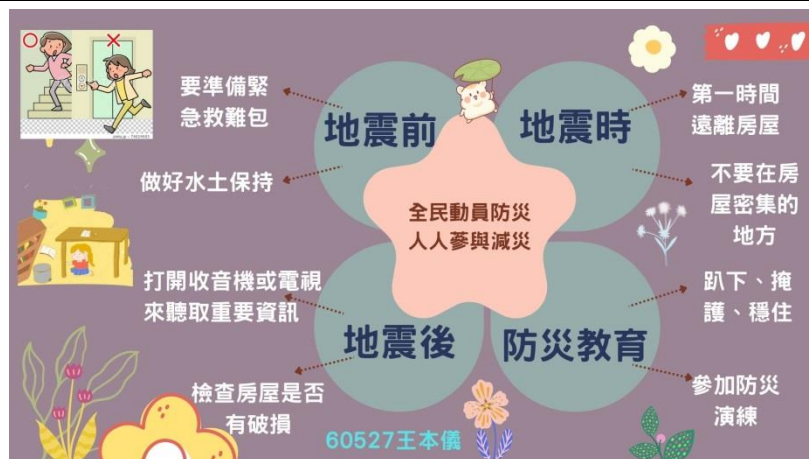 要準備緊
急救難包
做好水土保持
地震前
地震時
第一時間
遠離房屋
不要在房
屋密集的
地方
全民動員防災
人人參與減災
打開收音機或電視
來聽取重要資訊
地震後
檢查房屋是否
有破損
防災教育
趴下、掩
護、穩住
參加防災
演練
60527王本儀